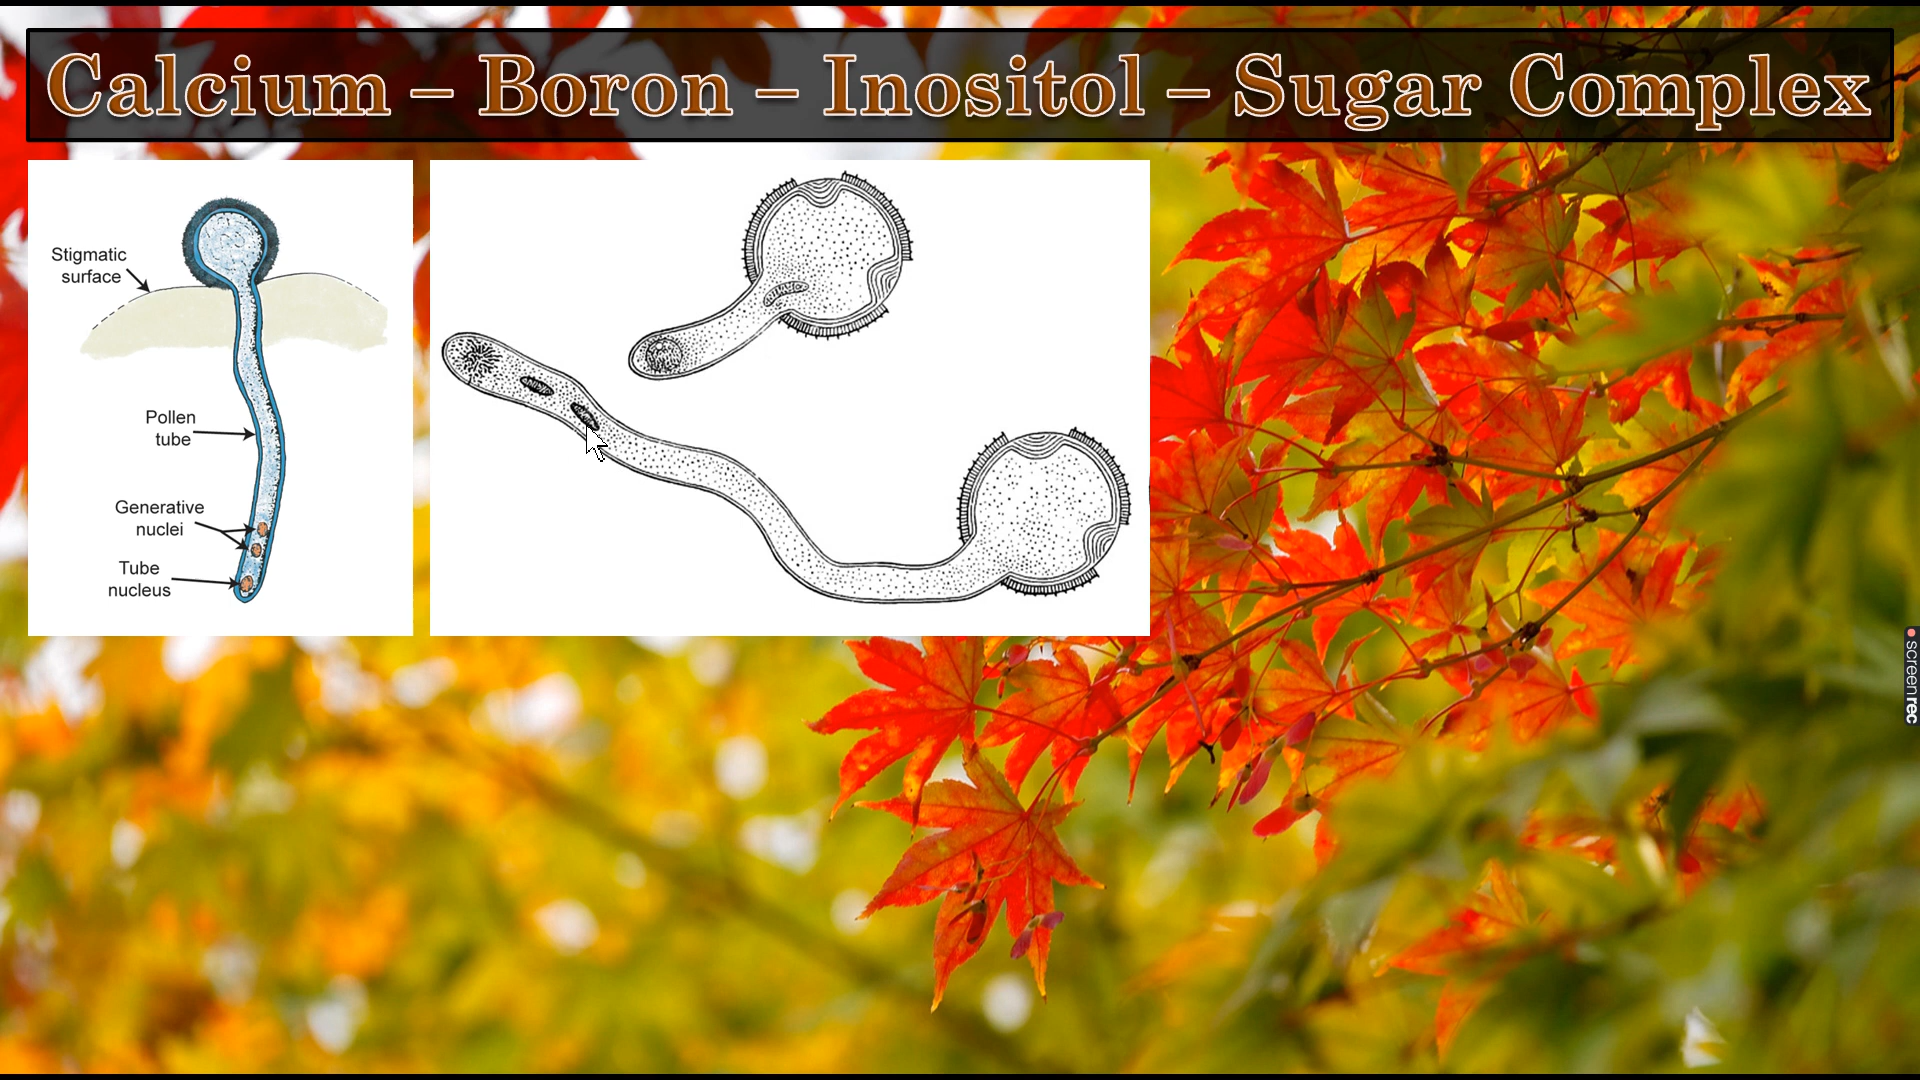 Calcium – Boron – Inositol – Sugar Complex
Stigmatic
surface
Pollen
tube
Generative
nuclei
Tube
nucleus
screenrec